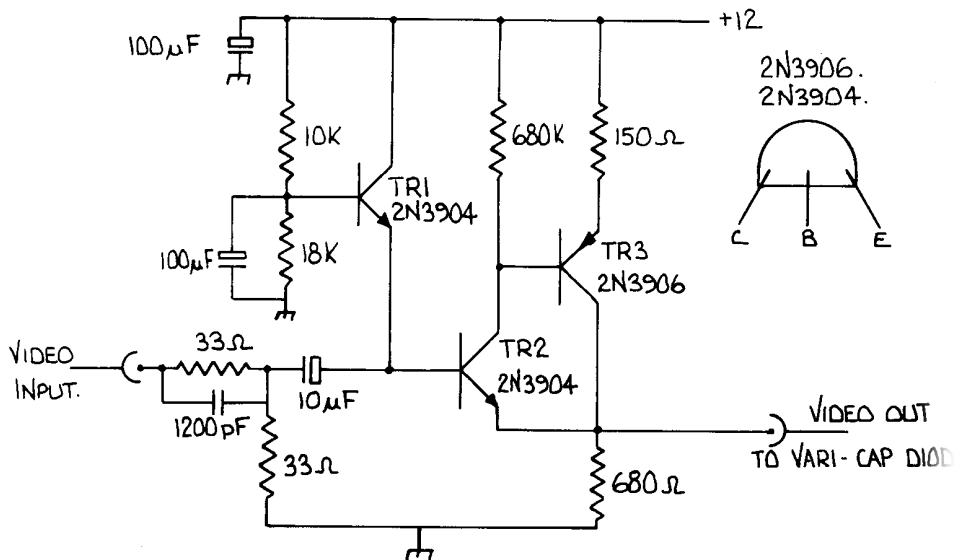 +12
100µF
2N3906.
2N3904.
10K
680K
150Ω
TR1
2N3904
C
B
E
100µF
18K
TR3
2N3906
VIDEO
INPUT.
33Ω
10µF
TR2
2N3904
1200pF
33Ω
680Ω
VIDEO OUT
TO VARI-CAP DIOD